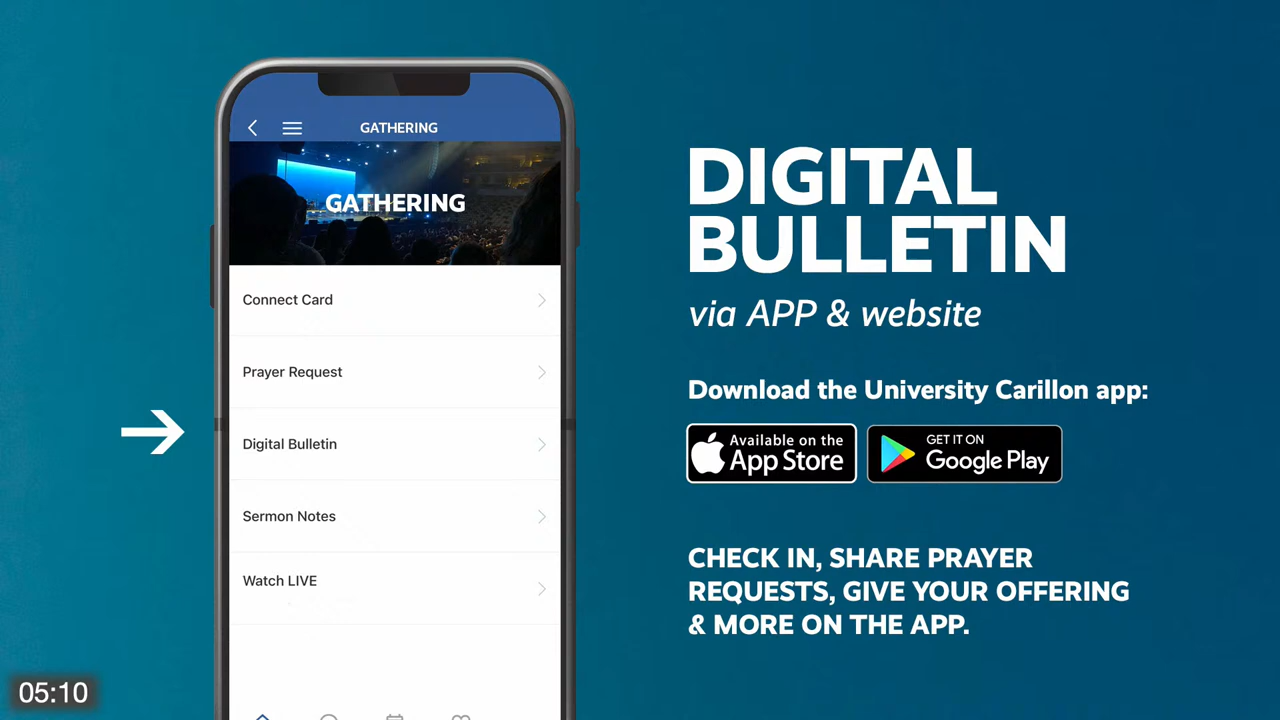 GATHERING
GATHERING
Connect Card
Prayer Request
Digital Bulletin
Sermon Notes
Watch LIVE
DIGITAL
BULLETIN
via APP & website
Download the University Carillon app:
Available on the
App Store
GET IT ON
Google Play
CHECK IN, SHARE PRAYER
REQUESTS, GIVE YOUR OFFERING
& MORE ON THE APP.
05:10